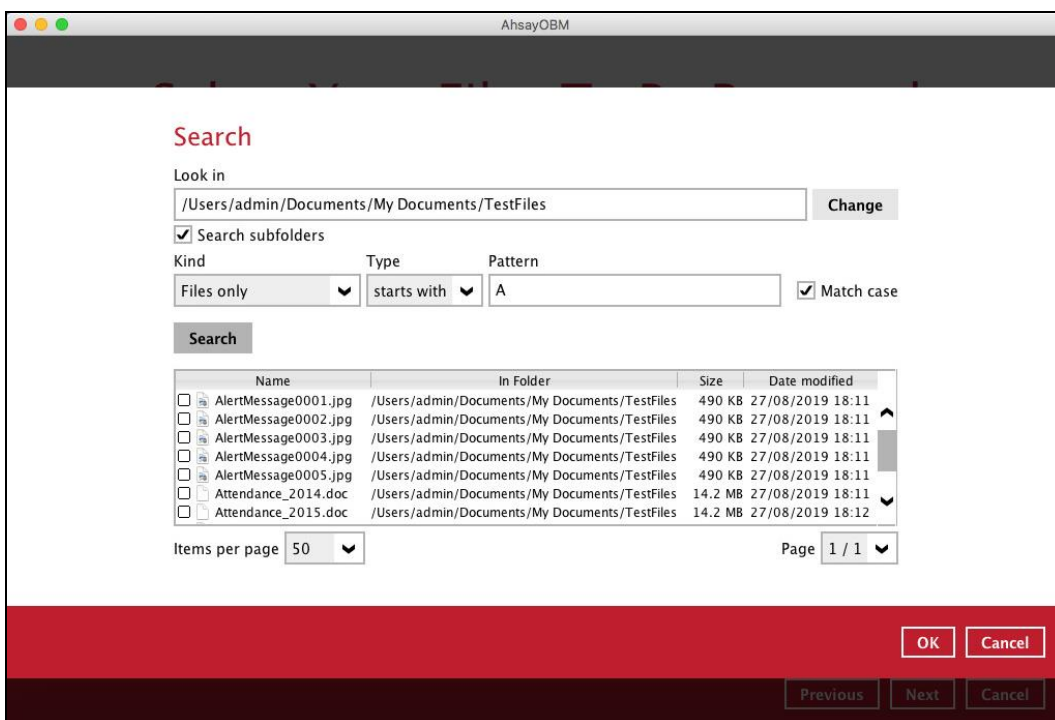 AhsayOBM
Search
Look in
/Users/admin/Documents/My Documents/TestFiles
Change
Search subfolders
Kind Type Pattern
Files only starts with A Match case
Search
Name In Folder Size Date modified
AlertMessage0001.jpg /Users/admin/Documents/My Documents/TestFiles 490 KB 27/08/2019 18:11
AlertMessage0002.jpg /Users/admin/Documents/My Documents/TestFiles 490 KB 27/08/2019 18:11
AlertMessage0003.jpg /Users/admin/Documents/My Documents/TestFiles 490 KB 27/08/2019 18:11
AlertMessage0004.jpg /Users/admin/Documents/My Documents/TestFiles 490 KB 27/08/2019 18:11
AlertMessage0005.jpg /Users/admin/Documents/My Documents/TestFiles 490 KB 27/08/2019 18:11
Attendance_2014.doc /Users/admin/Documents/My Documents/TestFiles 14.2 MB 27/08/2019 18:11
Attendance_2015.doc /Users/admin/Documents/My Documents/TestFiles 14.2 MB 27/08/2019 18:12
Items per page 50 Page 1 / 1
OK Cancel
Previous Next Cancel